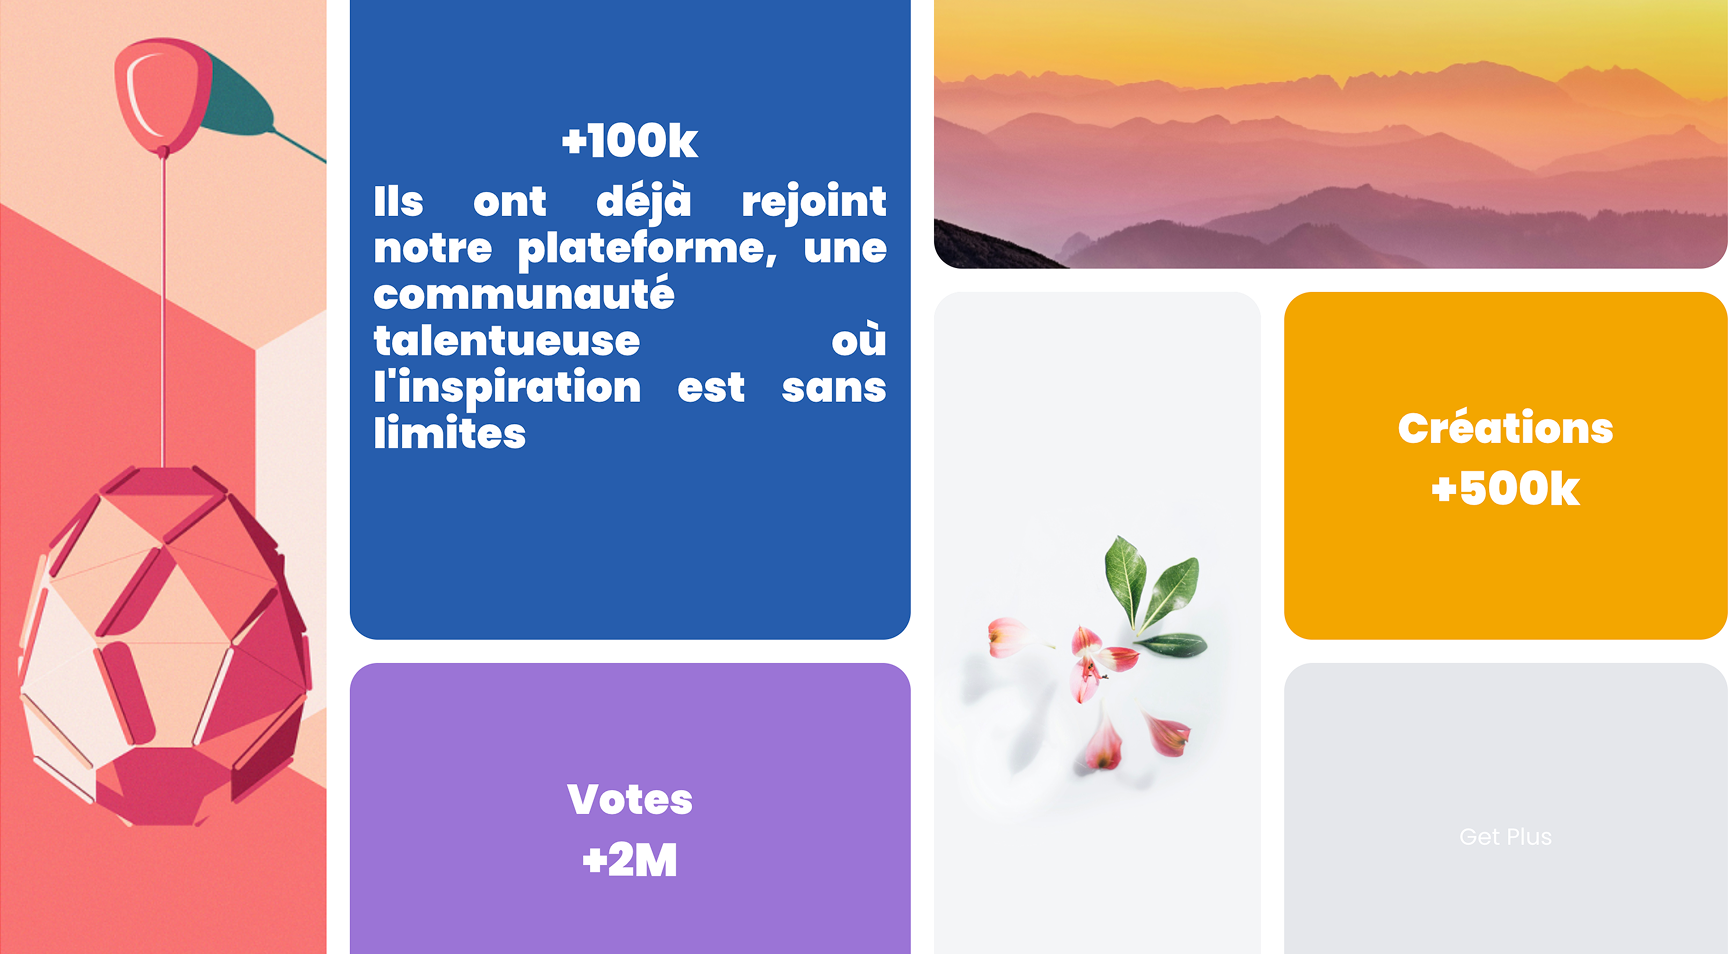 +100k
Ils ont déjà rejoint
notre plateforme, une
communauté
talentueuse où
l'inspiration est sans
limites
Créations
+500k
Votes
+2M
Get Plus